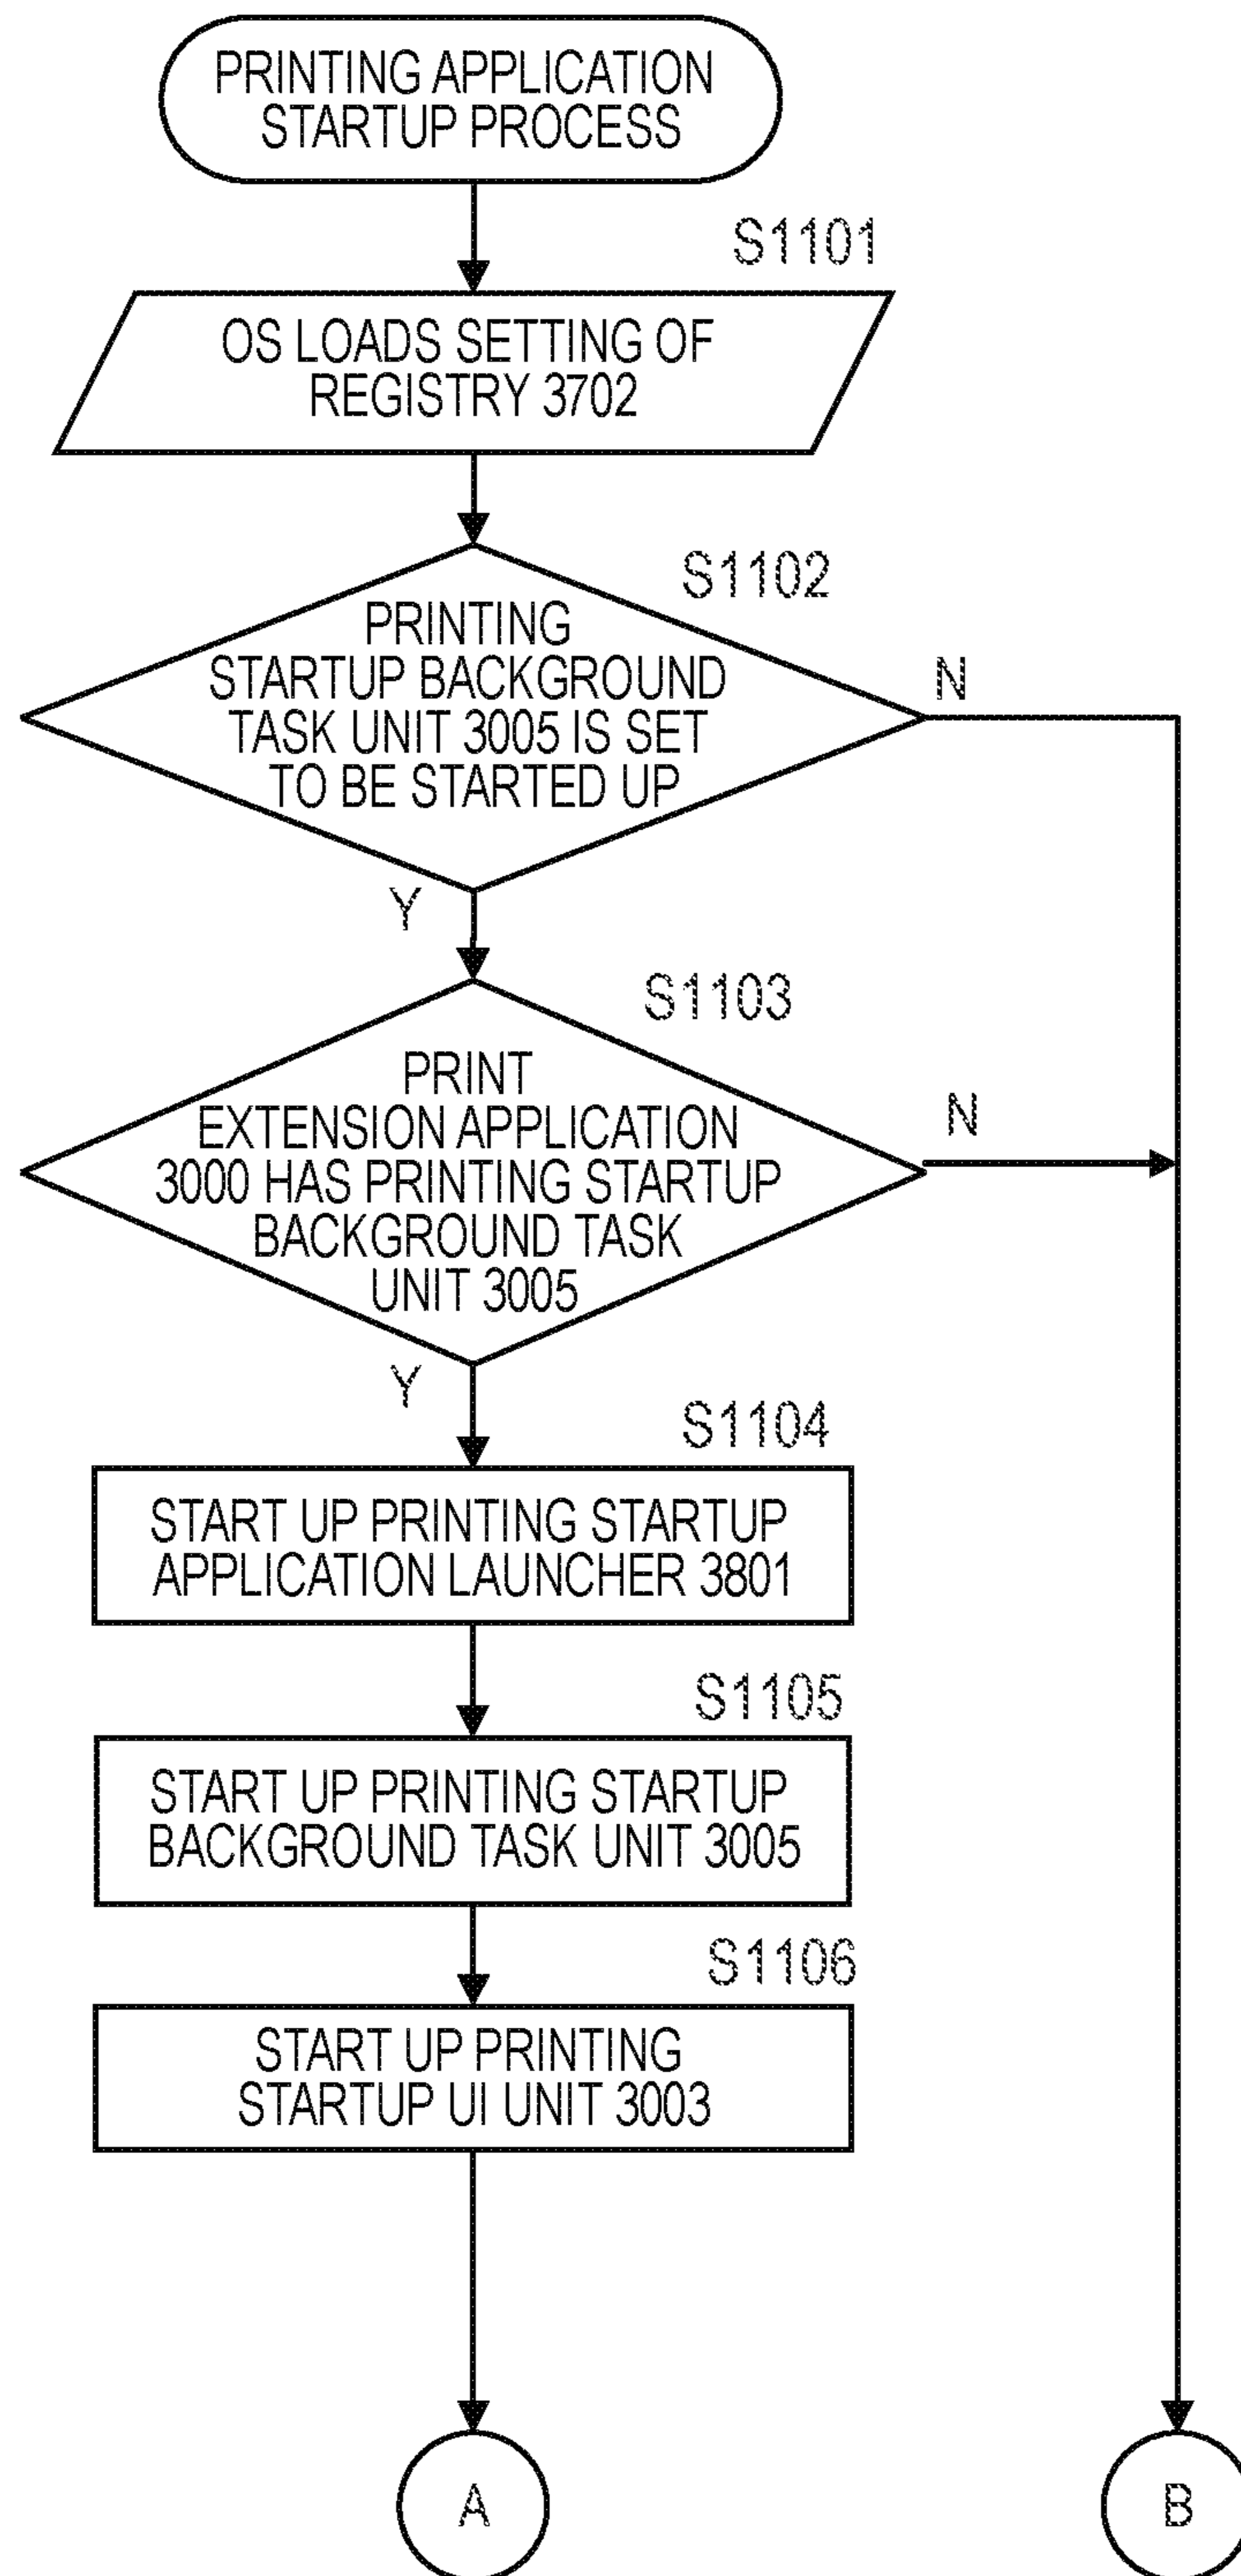 PRINTING APPLICATION
STARTUP PROCESS
S1101
OS LOADS SETTING OF
REGISTRY 3702
S1102
PRINTING
STARTUP BACKGROUND
TASK UNIT 3005 IS SET
TO BE STARTED UP
N
Y
S1103
PRINT
EXTENSION APPLICATION
3000 HAS PRINTING STARTUP
BACKGROUND TASK
UNIT 3005
N
Y
S1104
START UP PRINTING STARTUP
APPLICATION LAUNCHER 3801
S1105
START UP PRINTING STARTUP
BACKGROUND TASK UNIT 3005
S1106
START UP PRINTING
STARTUP UI UNIT 3003
A
B